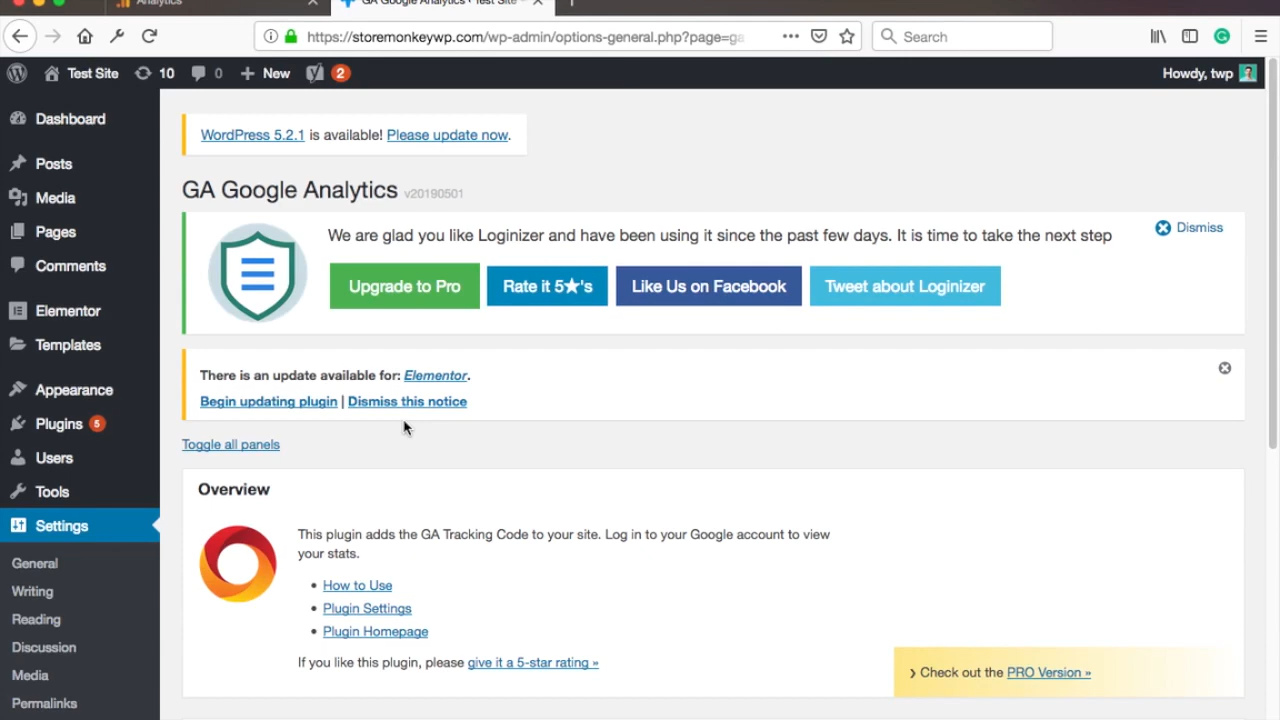 Analytics
GA Google Analytics ‹ Test Site –
https://storemonkeywp.com/wp-admin/options-general.php?page=ga
Search
10
0
New
2
Howdy, twp
Dashboard
Posts
Media
Pages
Comments
Elementor
Templates
Appearance
Plugins 5
Users
Tools
Settings
General
Writing
Reading
Discussion
Media
Permalinks
Test Site
WordPress 5.2.1 is available! Please update now.
GA Google Analytics v20190501
We are glad you like Loginizer and have been using it since the past few days. It is time to take the next step
Dismiss
Upgrade to Pro
Rate it 5★'s
Like Us on Facebook
Tweet about Loginizer
There is an update available for: Elementor.
Begin updating plugin | Dismiss this notice
Toggle all panels
Overview
This plugin adds the GA Tracking Code to your site. Log in to your Google account to view
your stats.
How to Use
Plugin Settings
Plugin Homepage
If you like this plugin, please give it a 5-star rating »
❯ Check out the PRO Version »